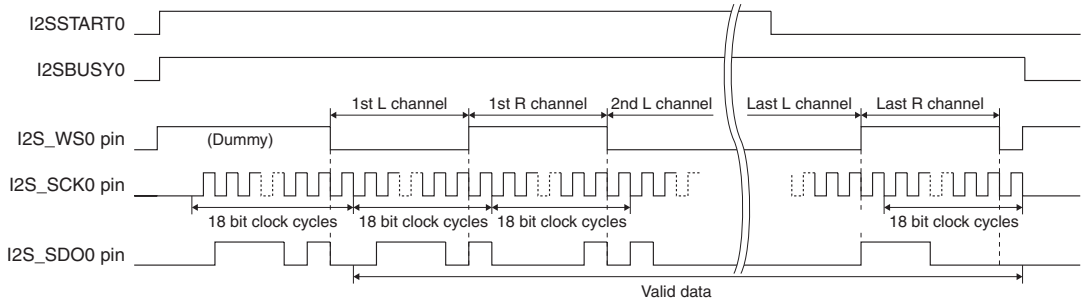 I2SSTART0
I2SBUSY0
1st L channel 1st R channel 2nd L channel Last L channel Last R channel
I2S_WS0 pin (Dummy)
I2S_SCK0 pin
18 bit clock cycles 18 bit clock cycles 18 bit clock cycles 18 bit clock cycles
I2S_SDO0 pin
Valid data